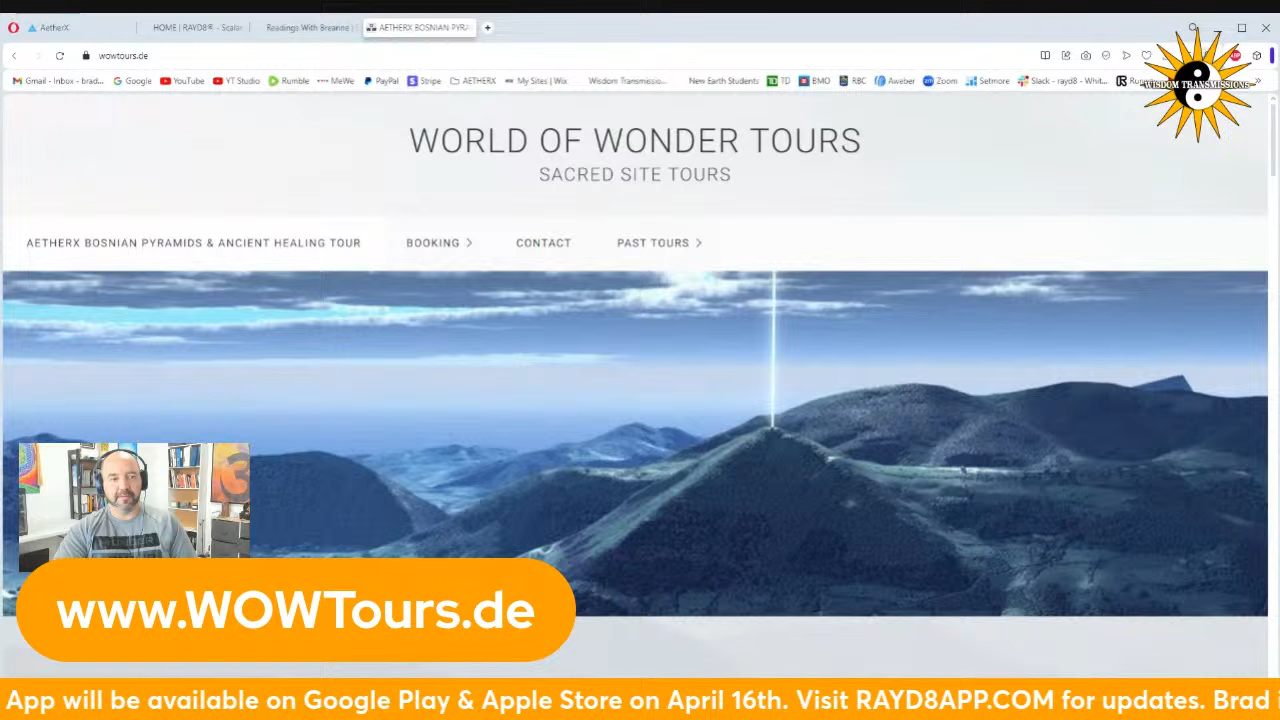 AetherX
HOME | RAYD8® - Scalar
Readings With Breanne |
AETHERX BOSNIAN PYRA
wowtours.de
Gmail - Inbox - brad...
Google
YouTube
YT Studio
Rumble
MeWe
PayPal
Stripe
AETHERX
My Sites | Wix
Wisdom Transmissio...
New Earth Students
TD
BMO
RBC
Aweber
Zoom
Setmore
Slack - rayd8 - Whit...
WISDOM TRANSMISSIONS
WORLD OF WONDER TOURS
SACRED SITE TOURS
AETHERX BOSNIAN PYRAMIDS & ANCIENT HEALING TOUR
BOOKING
CONTACT
PAST TOURS
www.WOWTours.de
App will be available on Google Play & Apple Store on April 16th. Visit RAYD8APP.COM for updates. Brad i